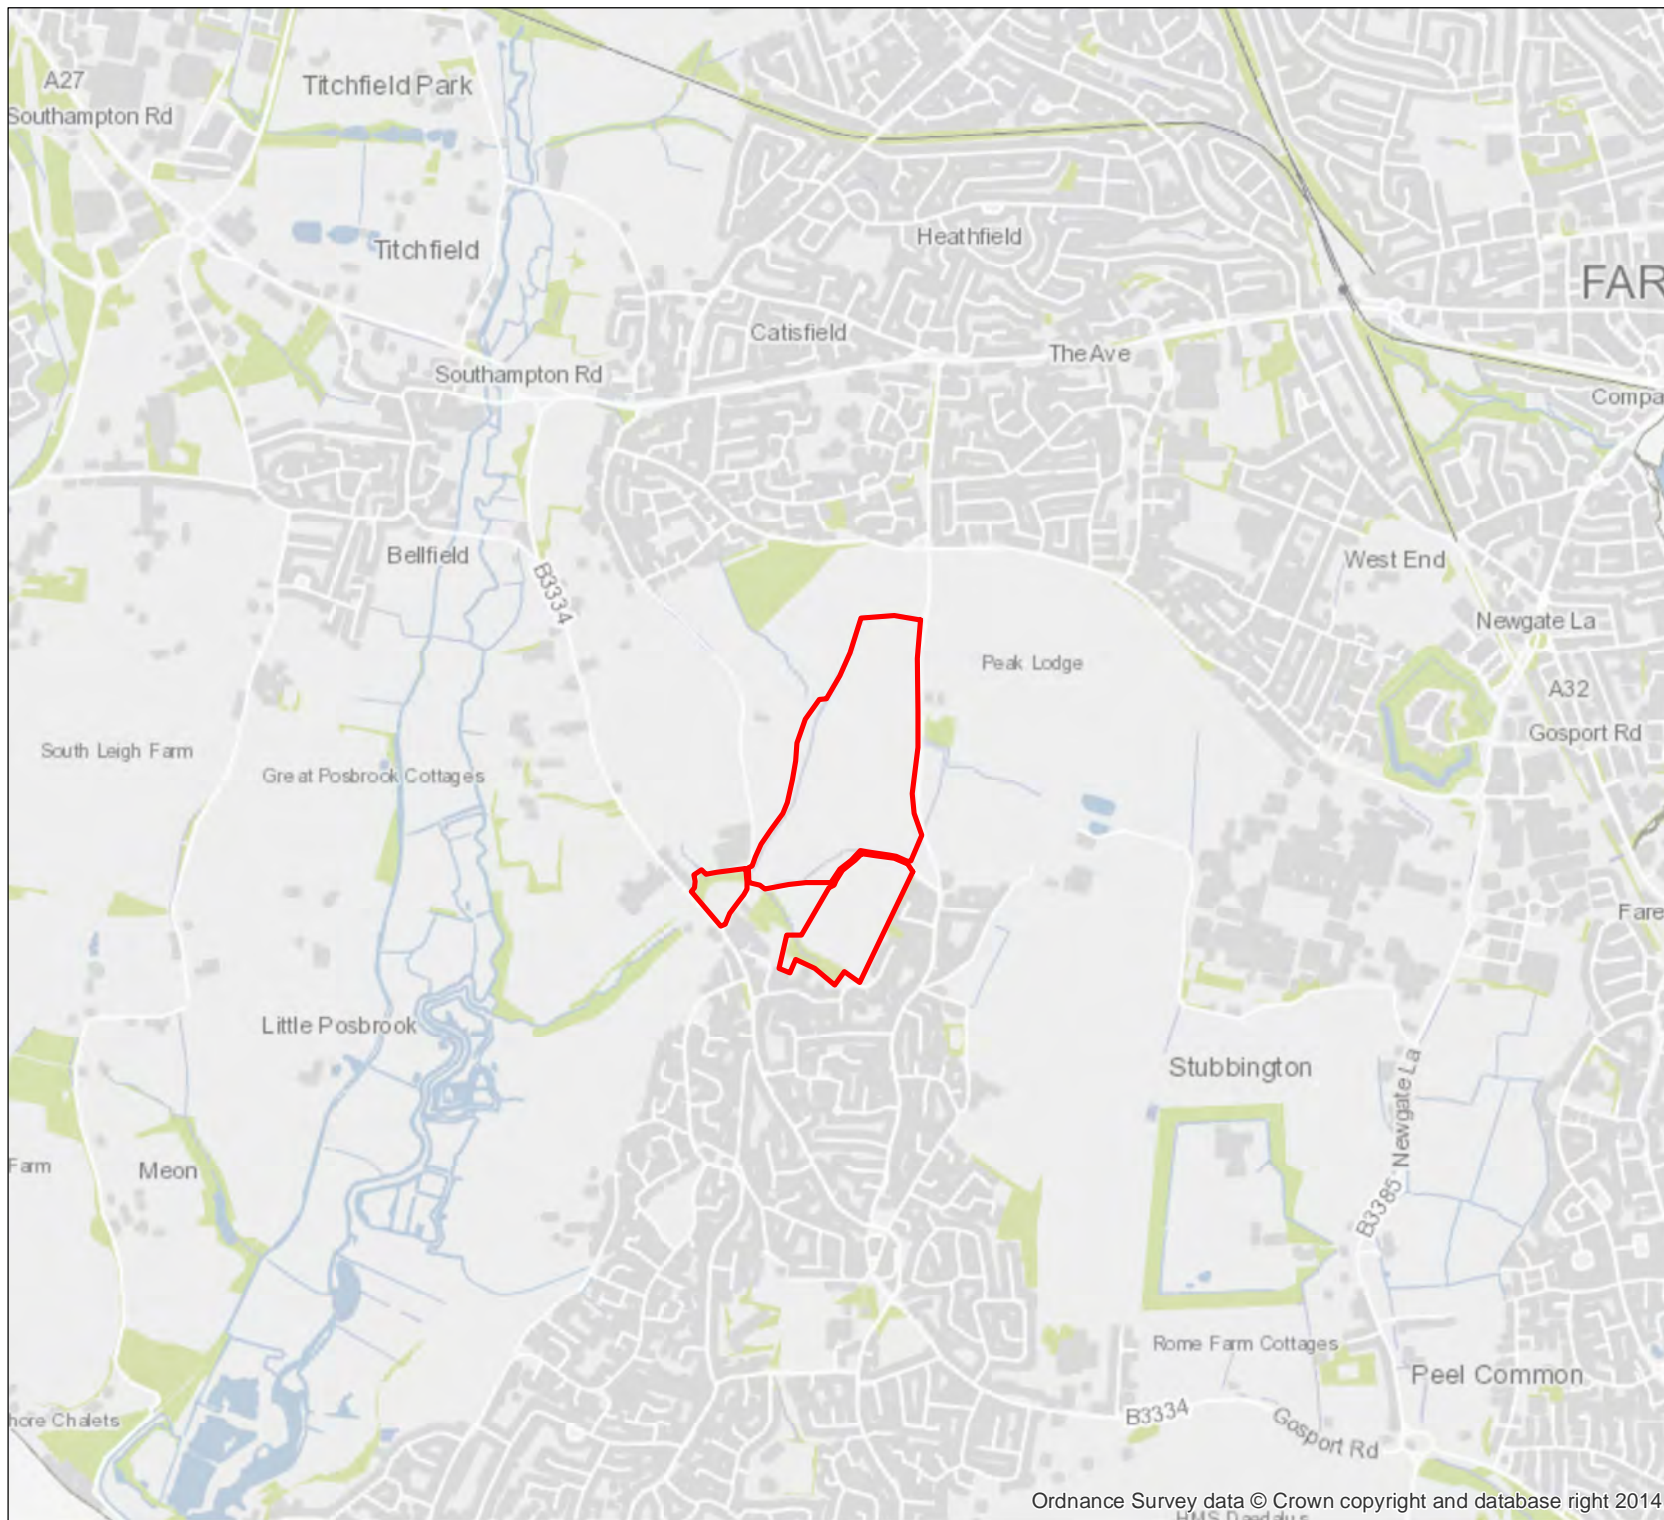 A27
Titchfield Park
Southampton Rd
Heathfield
Titchfield
FAR
Catisfield
The Ave
Southampton Rd
Compa
Bellfield
B3334
West End
Newgate La
Peak Lodge
A32
Gosport Rd
South Leigh Farm
Great Posbrook Cottages
Fare
Little Posbrook
Stubbington
Newgate La
Farm
Meon
B3385
Rome Farm Cottages
Peel Common
hore Chalets
B3334
Gosport Rd
Ordnance Survey data © Crown copyright and database right 2014
HMS Daedalus